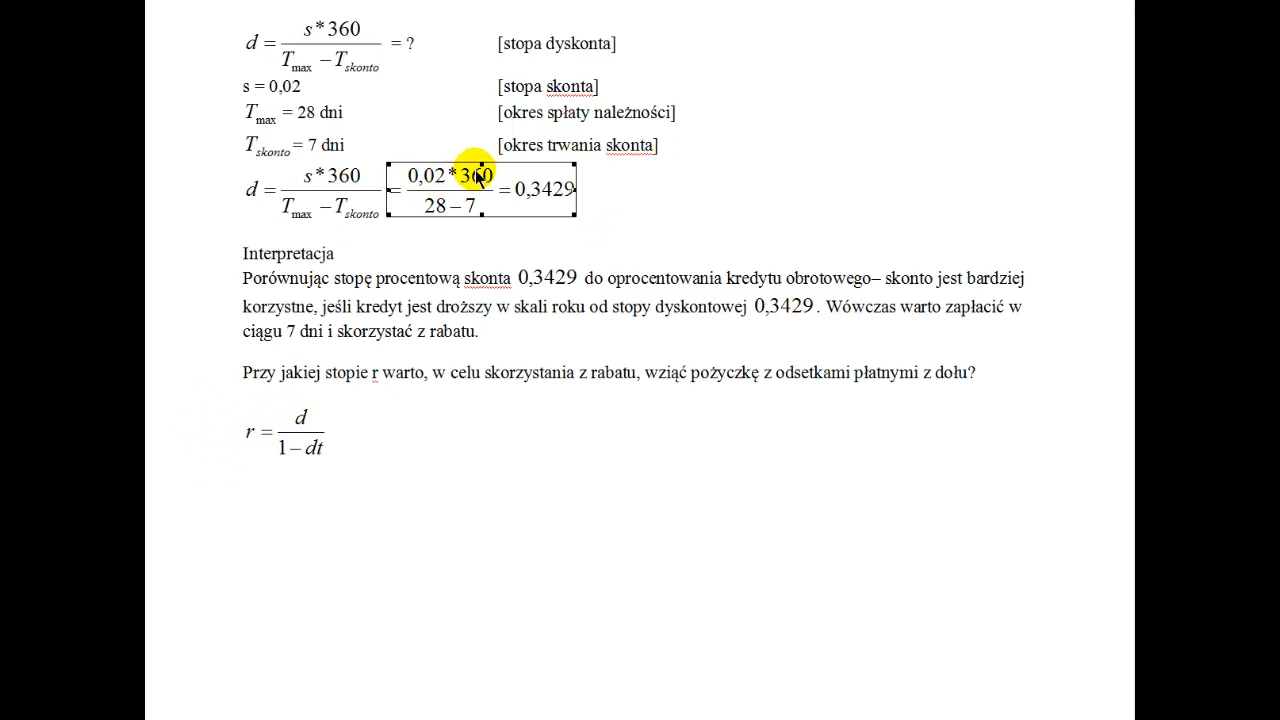 d = s*360 / (T_max − T_skonto) = ? [stopa dyskonta]
s = 0,02 [stopa skonta]
T_max = 28 dni [okres spłaty należności]
T_skonto = 7 dni [okres trwania skonta]
d = s*360 / (T_max − T_skonto) = 0,02*360 / (28 − 7) = 0,3429
Interpretacja
Porównując stopę procentową skonta 0,3429 do oprocentowania kredytu obrotowego– skonto jest bardziej
korzystne, jeśli kredyt jest droższy w skali roku od stopy dyskontowej 0,3429. Wówczas warto zapłacić w
ciągu 7 dni i skorzystać z rabatu.
Przy jakiej stopie r warto, w celu skorzystania z rabatu, wziąć pożyczkę z odsetkami płatnymi z dołu?
r = d / (1 − dt)